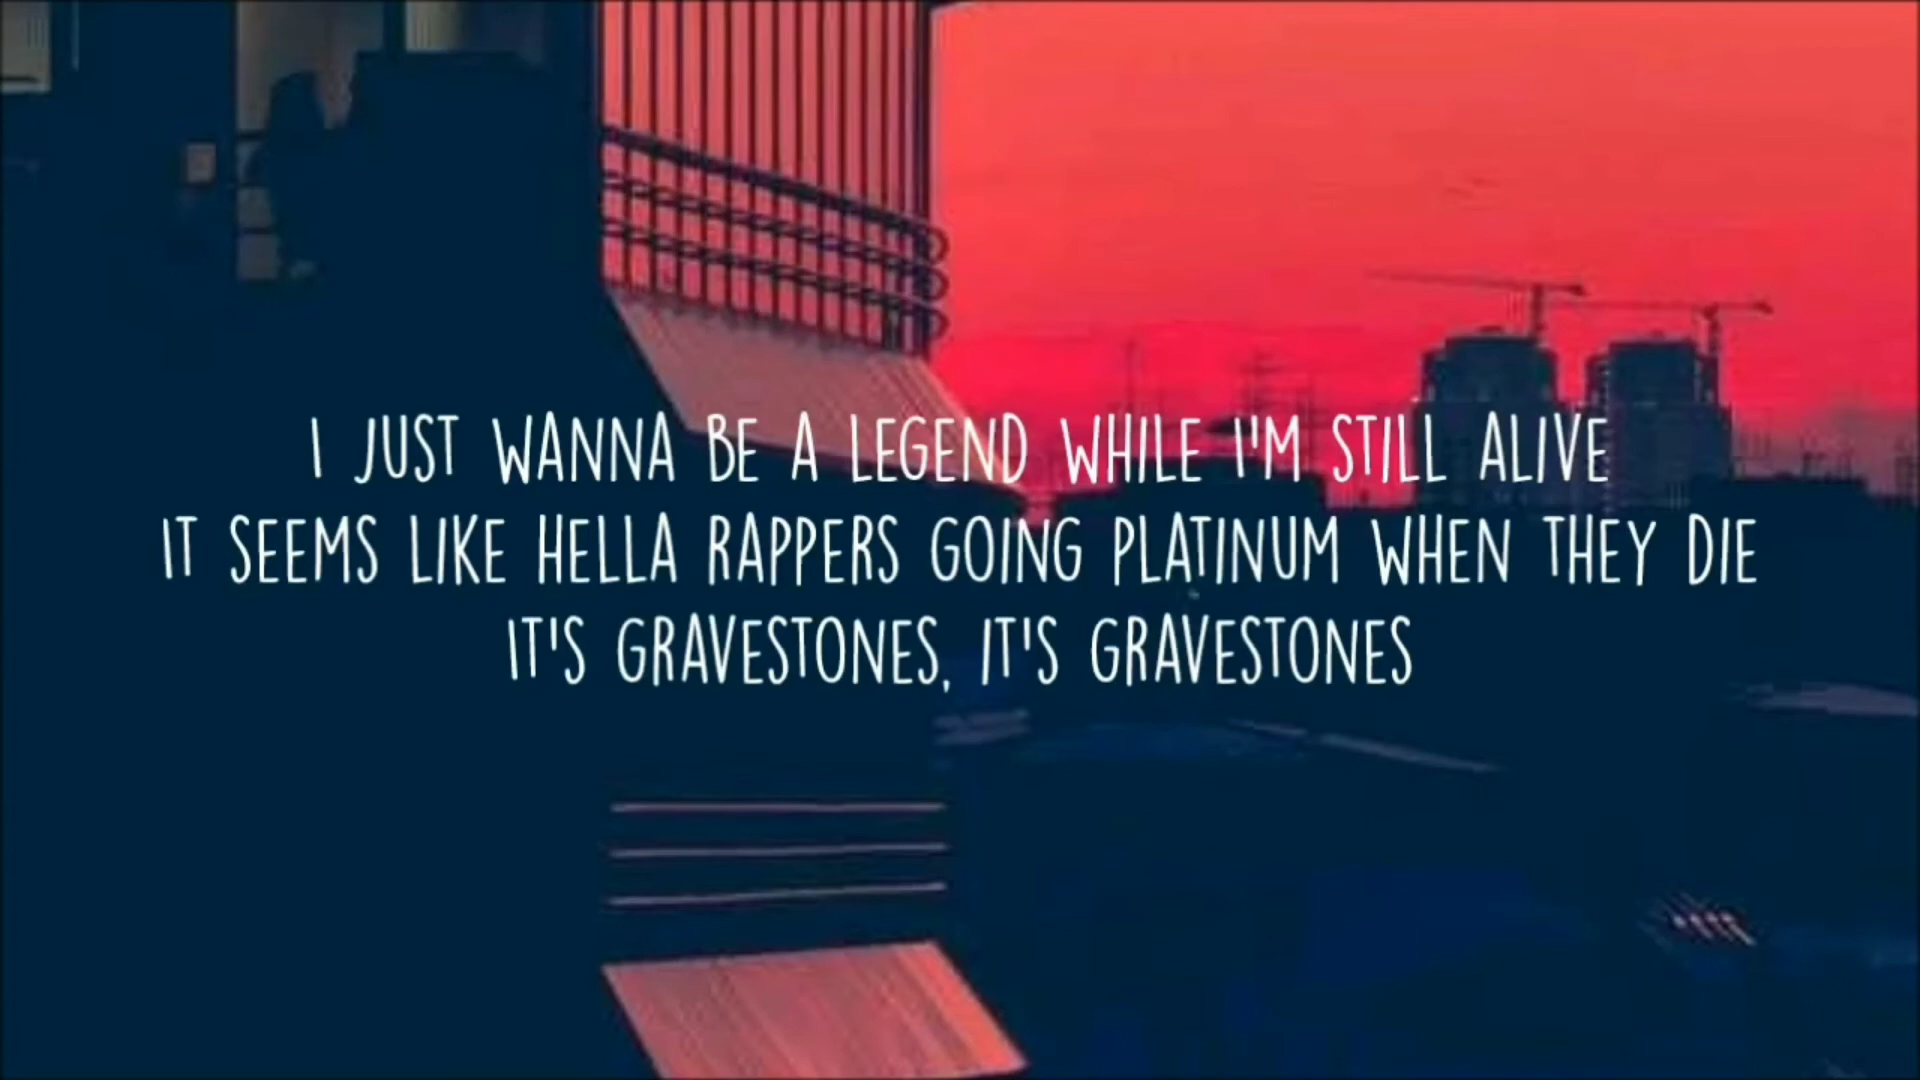 I JUST WANNA BE A LEGEND WHILE I'M STILL ALIVE
IT SEEMS LIKE HELLA RAPPERS GOING PLATINUM WHEN THEY DIE
IT'S GRAVESTONES, IT'S GRAVESTONES